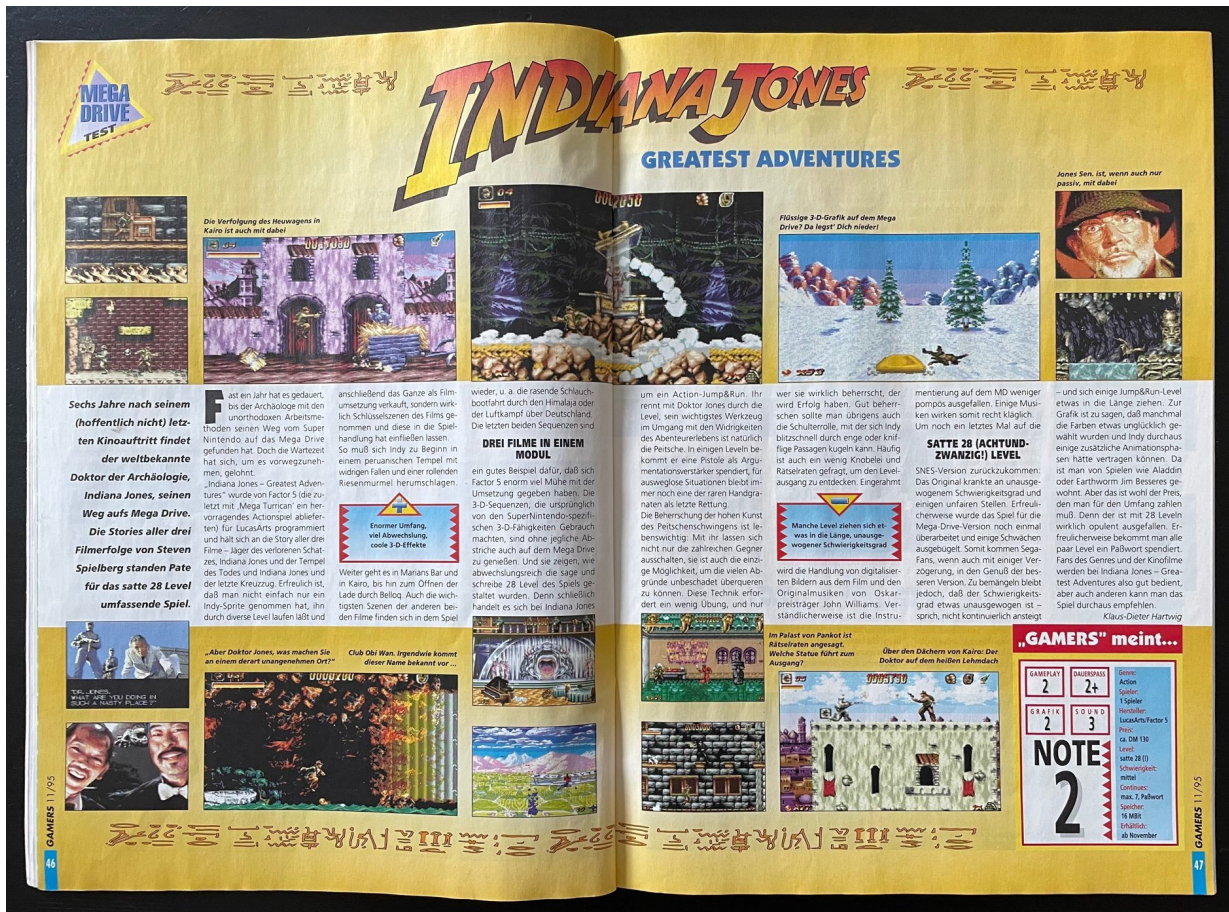 MEGA
DRIVE
TEST
INDIANA JONES
GREATEST ADVENTURES
Die Verfolgung des Heuwagens in
Kairo ist auch mit dabei
Flüssige 3-D-Grafik auf dem Mega
Drive? Da legst' Dich nieder!
Jones Sen. ist, wenn auch nur
passiv, mit dabei
Sechs Jahre nach seinem
(hoffentlich nicht) letz-
ten Kinoauftritt findet
der weltbekannte
Doktor der Archäologie,
Indiana Jones, seinen
Weg aufs Mega Drive.
Die Stories aller drei
Filmerfolge von Steven
Spielberg standen Pate
für das satte 28 Level
umfassende Spiel.
Fast ein Jahr hat es gedauert,
bis der Archäologe mit den
unorthodoxen Arbeitsme-
thoden seinen Weg vom Super
Nintendo auf das Mega Drive
gefunden hat. Doch die Wartezeit
hat sich, um es vorwegzuneh-
men, gelohnt.
„Indiana Jones – Greatest Adven-
tures" wurde von Factor 5 (die zu-
letzt mit ‚Mega Turrican' ein her-
vorragendes Actionspiel abliefer-
ten) für LucasArts programmiert
und hält sich an die Story aller drei
Filme – Jäger des verlorenen Schat-
zes, Indiana Jones und der Tempel
des Todes und Indiana Jones und
der letzte Kreuzzug. Erfreulich ist,
daß man nicht einfach nur ein
Indy-Sprite genommen hat, ihn
durch diverse Level laufen läßt und
anschließend das Ganze als Film-
umsetzung verkauft, sondern wirk-
lich Schlüsselszenen des Films ge-
nommen und diese in die Spiel-
handlung hat einfließen lassen.
So muß sich Indy zu Beginn in
einem peruanischen Tempel mit
widrigen Fallen und einer rollenden
Riesenmurmel herumschlagen.
Enormer Umfang,
viel Abwechslung,
coole 3-D-Effekte
Weiter geht es in Marians Bar und
in Kairo, bis hin zum Öffnen der
Lade durch Belloq. Auch die wich-
tigsten Szenen der anderen bei-
den Filme finden sich in dem Spiel
wieder, u. a. die rasende Schlauch-
bootfahrt durch den Himalaja oder
der Luftkampf über Deutschland.
Die letzten beiden Sequenzen sind
DREI FILME IN EINEM
MODUL
ein gutes Beispiel dafür, daß sich
Factor 5 enorm viel Mühe mit der
Umsetzung gegeben haben. Die
3-D-Sequenzen, die ursprünglich
von den SuperNintendo-spezifi-
schen 3-D-Fähigkeiten Gebrauch
machten, sind ohne jegliche Ab-
striche auch auf dem Mega Drive
zu genießen. Und sie zeigen, wie
abwechslungsreich die sage und
schreibe 28 Level des Spiels ge-
staltet wurden. Denn schließlich
handelt es sich bei Indiana Jones
um ein Action-Jump&Run. Ihr
rennt mit Doktor Jones durch die
Level, sein wichtigstes Werkzeug
im Umgang mit den Widrigkeiten
des Abenteurerlebens ist natürlich
die Peitsche. In einigen Leveln be-
kommt er eine Pistole als Argu-
mentationsverstärker spendiert, für
ausweglose Situationen bleibt im-
mer noch eine der raren Handgra-
naten als letzte Rettung.
Die Beherrschung der hohen Kunst
des Peitschenschwingens ist le-
benswichtig: Mit ihr lassen sich
nicht nur die zahlreichen Gegner
ausschalten, sie ist auch die einzi-
ge Möglichkeit, um die vielen Ab-
gründe unbeschadet überqueren
zu können. Diese Technik erfor-
dert ein wenig Übung, und nur
wer sie wirklich beherrscht, der
wird Erfolg haben. Gut beherr-
schen sollte man übrigens auch
die Schulterrolle, mit der sich Indy
blitzschnell durch enge oder knif-
flige Passagen kugeln kann. Häufig
ist auch ein wenig Knobelei und
Rätselraten gefragt, um den Level-
ausgang zu entdecken. Eingerahmt
Manche Level ziehen sich et-
was in die Länge, unausge-
wogener Schwierigkeitsgrad
wird die Handlung von digitalisier-
ten Bildern aus dem Film und den
Originalmusiken von Oskar-
preisträger John Williams. Ver-
ständlicherweise ist die Instru-
mentierung auf dem MD weniger
pompös ausgefallen. Einige Musi-
ken wirken somit recht kläglich.
Um noch ein letztes Mal auf die
SATTE 28 (ACHTUND-
ZWANZIG!) LEVEL
SNES-Version zurückzukommen:
Das Original krankte an unausge-
wogenem Schwierigkeitsgrad und
einigen unfairen Stellen. Erfreuli-
cherweise wurde das Spiel für die
Mega-Drive-Version noch einmal
überarbeitet und einige Schwächen
ausgebügelt. Somit kommen Sega-
Fans, wenn auch mit einiger Ver-
zögerung, in den Genuß der bes-
seren Version. Zu bemängeln bleibt
jedoch, daß der Schwierigkeits-
grad etwas unausgewogen ist –
sprich, nicht kontinuierlich ansteigt
– und sich einige Jump&Run-Level
etwas in die Länge ziehen. Zur
Grafik ist zu sagen, daß manchmal
die Farben etwas unglücklich ge-
wählt wurden und Indy durchaus
einige zusätzliche Animationspha-
sen hätte vertragen können. Da
ist man von Spielen wie Aladdin
oder Earthworm Jim Besseres ge-
wohnt. Aber das ist wohl der Preis,
den man für den Umfang zahlen
muß. Denn der ist mit 28 Leveln
wirklich opulent ausgefallen. Er-
freulicherweise bekommt man alle
paar Level ein Paßwort spendiert.
Fans des Genres und der Kinofilme
werden bei Indiana Jones – Grea-
test Adventures also gut bedient,
aber auch anderen kann man das
Spiel durchaus empfehlen.
Klaus-Dieter Hartwig
"DR. JONES,
WHAT ARE YOU DOING IN
SUCH A NASTY PLACE?"
„Aber Doktor Jones, was machen Sie
an einem derart unangenehmen Ort?"
Club Obi Wan. Irgendwie kommt
dieser Name bekannt vor ...
Im Palast von Pankot ist
Rätselraten angesagt.
Welche Statue führt zum
Ausgang?
Über den Dächern von Kairo: Der
Doktor auf dem heißen Lehmdach
„GAMERS" meint...
GAMEPLAY
2
DAUERSPASS
2+
GRAFIK
2
SOUND
3
NOTE
2
Genre:
Action
Spieler:
1 Spieler
Hersteller:
LucasArts/Factor 5
Preis:
ca. DM 130
Level:
satte 28 (!)
Schwierigkeit:
mittel
Continues:
max. 7, Paßwort
Speicher:
16 MBit
Erhältlich:
ab November
GAMERS 11/95
46
GAMERS 11/95
47